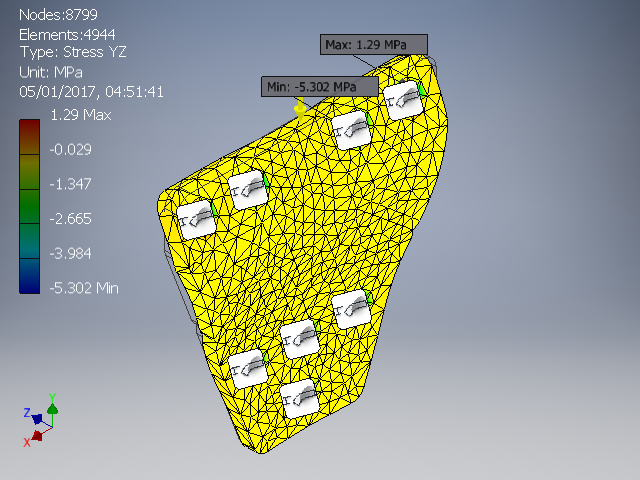 Nodes:8799
Elements:4944
Type: Stress YZ
Unit: MPa
05/01/2017, 04:51:41
1.29 Max
-0.029
-1.347
-2.665
-3.984
-5.302 Min
Max: 1.29 MPa
Min: -5.302 MPa
Y
Z
X